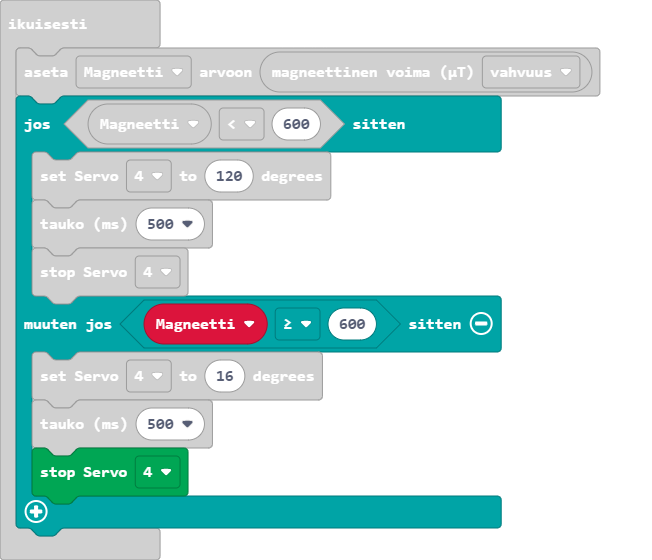 ikuisesti
aseta Magneetti arvoon magneettinen voima (µT) vahvuus
jos Magneetti < 600 sitten
set Servo 4 to 120 degrees
tauko (ms) 500
stop Servo 4
muuten jos Magneetti ≥ 600 sitten
set Servo 4 to 16 degrees
tauko (ms) 500
stop Servo 4